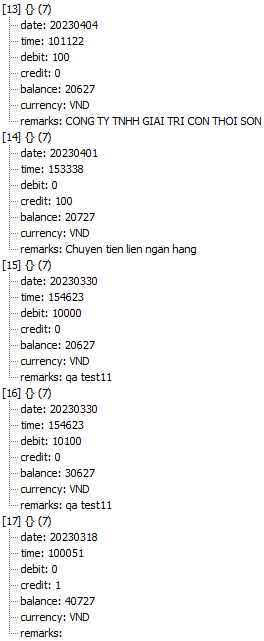 [13] {} (7)
date: 20230404
time: 101122
debit: 100
credit: 0
balance: 20627
currency: VND
remarks: CONG TY TNHH GIAI TRI CON THOI SON
[14] {} (7)
date: 20230401
time: 153338
debit: 0
credit: 100
balance: 20727
currency: VND
remarks: Chuyen tien lien ngan hang
[15] {} (7)
date: 20230330
time: 154623
debit: 10000
credit: 0
balance: 20627
currency: VND
remarks: qa test11
[16] {} (7)
date: 20230330
time: 154623
debit: 10100
credit: 0
balance: 30627
currency: VND
remarks: qa test11
[17] {} (7)
date: 20230318
time: 100051
debit: 0
credit: 1
balance: 40727
currency: VND
remarks: